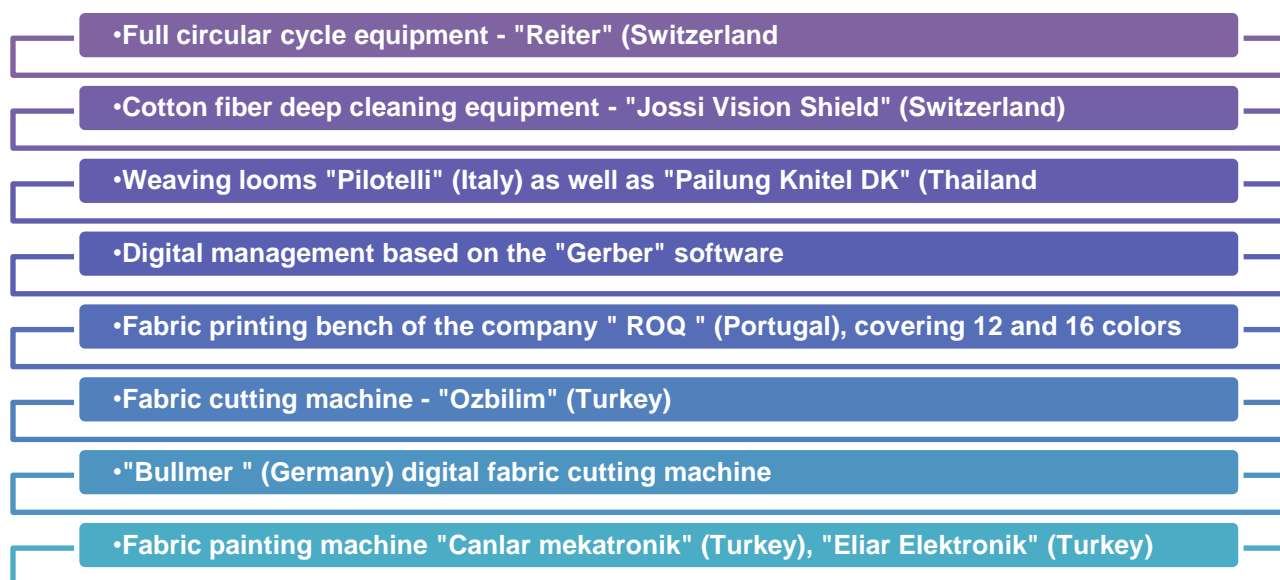 •Full circular cycle equipment - "Reiter" (Switzerland
•Cotton fiber deep cleaning equipment - "Jossi Vision Shield" (Switzerland)
•Weaving looms "Pilotelli" (Italy) as well as "Pailung Knitel DK" (Thailand
•Digital management based on the "Gerber" software
•Fabric printing bench of the company " ROQ " (Portugal), covering 12 and 16 colors
•Fabric cutting machine - "Ozbilim" (Turkey)
•"Bullmer " (Germany) digital fabric cutting machine
•Fabric painting machine "Canlar mekatronik" (Turkey), "Eliar Elektronik" (Turkey)